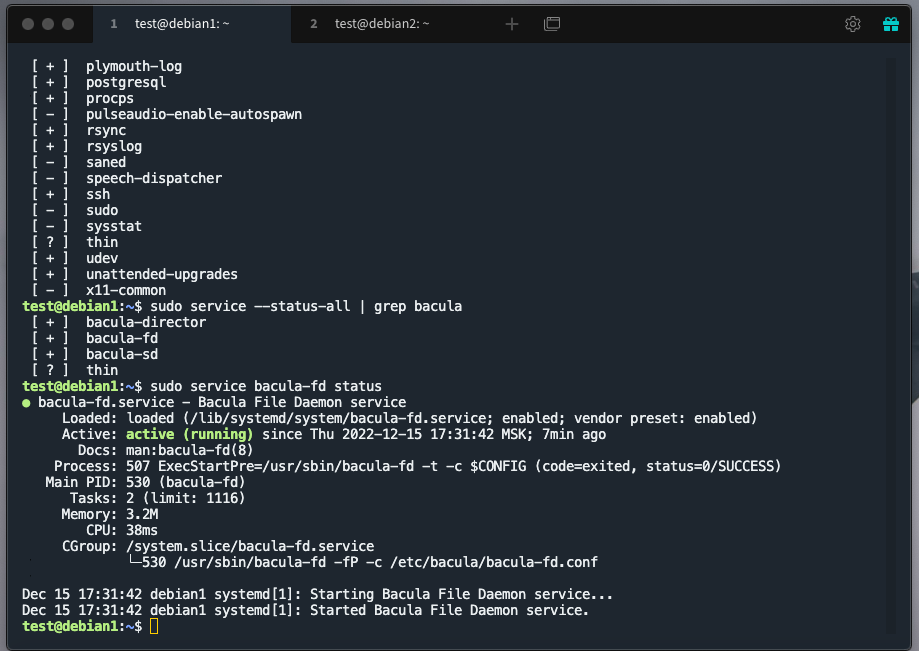 1 test@debian1: ~ 2 test@debian2: ~
[ + ]  plymouth-log
[ + ]  postgresql
[ + ]  procps
[ - ]  pulseaudio-enable-autospawn
[ + ]  rsync
[ + ]  rsyslog
[ - ]  saned
[ - ]  speech-dispatcher
[ + ]  ssh
[ - ]  sudo
[ - ]  sysstat
[ ? ]  thin
[ + ]  udev
[ + ]  unattended-upgrades
[ - ]  x11-common
test@debian1:~$ sudo service --status-all | grep bacula
[ + ]  bacula-director
[ + ]  bacula-fd
[ + ]  bacula-sd
[ ? ]  thin
test@debian1:~$ sudo service bacula-fd status
● bacula-fd.service - Bacula File Daemon service
Loaded: loaded (/lib/systemd/system/bacula-fd.service; enabled; vendor preset: enabled)
Active: active (running) since Thu 2022-12-15 17:31:42 MSK; 7min ago
Docs: man:bacula-fd(8)
Process: 507 ExecStartPre=/usr/sbin/bacula-fd -t -c $CONFIG (code=exited, status=0/SUCCESS)
Main PID: 530 (bacula-fd)
Tasks: 2 (limit: 1116)
Memory: 3.2M
CPU: 38ms
CGroup: /system.slice/bacula-fd.service
└─530 /usr/sbin/bacula-fd -fP -c /etc/bacula/bacula-fd.conf
Dec 15 17:31:42 debian1 systemd[1]: Starting Bacula File Daemon service...
Dec 15 17:31:42 debian1 systemd[1]: Started Bacula File Daemon service.
test@debian1:~$